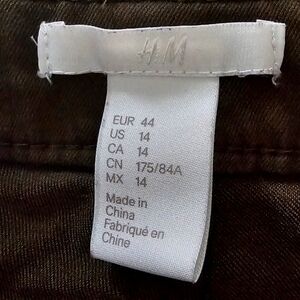 H&M
EUR 44
US 14
CA 14
CN 175/84A
MX 14
Made in
China
Fabriqué en
Chine